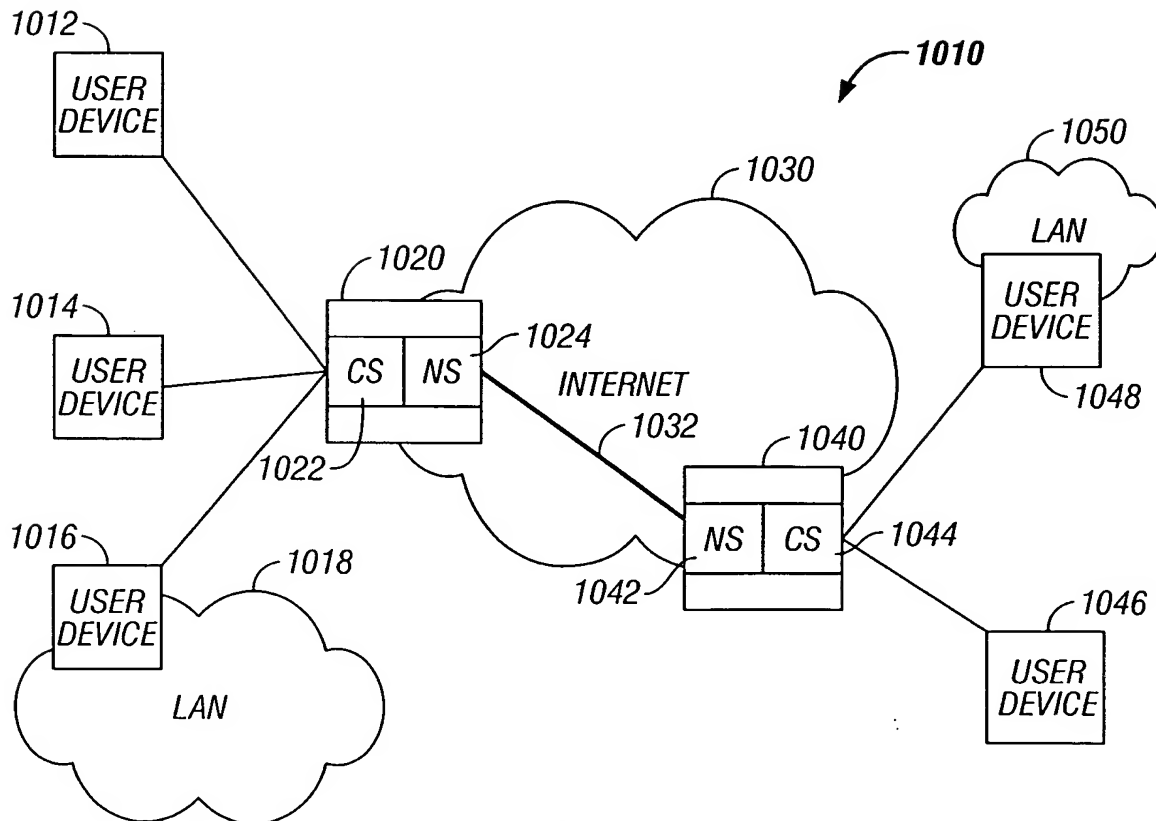 1012
USER
DEVICE
1010
1050
LAN
1030
1020
1014
USER
DEVICE
CS
NS
1024
INTERNET
1032
USER
DEVICE
1048
1022
1040
1016
USER
DEVICE
1018
NS
CS
1044
1042
1046
USER
DEVICE
LAN